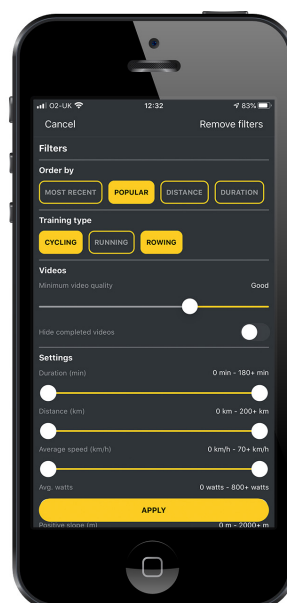 O2-UK 12:32 83%
Cancel Remove filters
Filters
Order by
MOST RECENT POPULAR DISTANCE DURATION
Training type
CYCLING RUNNING ROWING
Videos
Minimum video quality Good
Hide completed videos
Settings
Duration (min) 0 min - 180+ min
Distance (km) 0 km - 200+ km
Average speed (km/h) 0 km/h - 70+ km/h
Avg. watts 0 watts - 800+ watts
APPLY
Positive slope (m) 0 m - 2000+ m